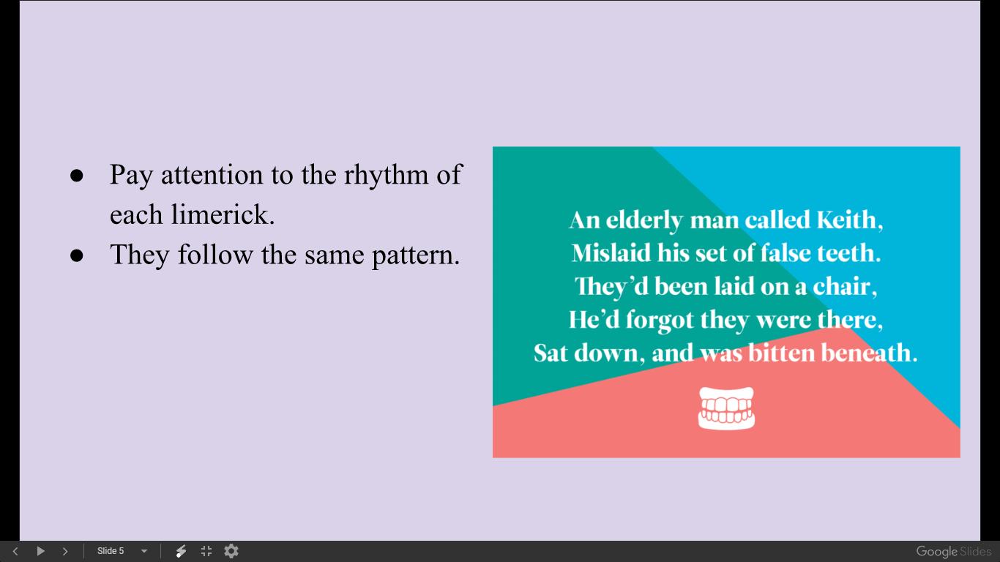 ● Pay attention to the rhythm of
each limerick.
● They follow the same pattern.
An elderly man called Keith,
Mislaid his set of false teeth.
They’d been laid on a chair,
He’d forgot they were there,
Sat down, and was bitten beneath.
Slide 5
Google Slides